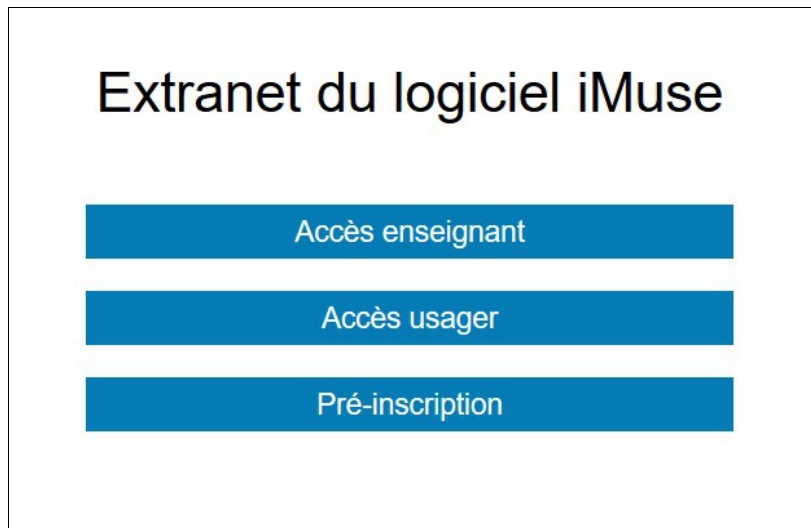 Extranet du logiciel iMuse
Accès enseignant
Accès usager
Pré-inscription